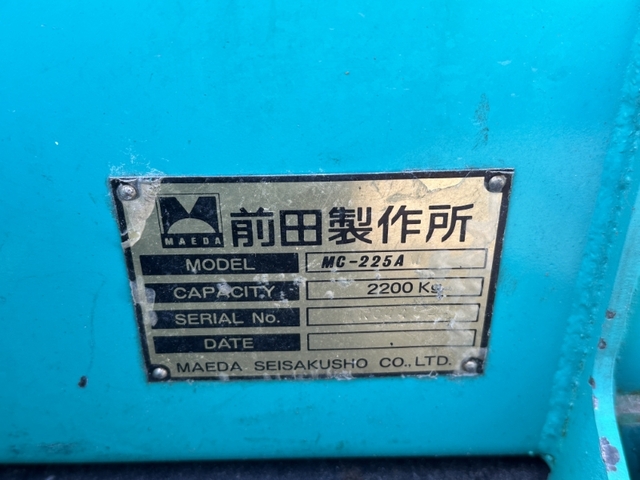 MAEDA
前田製作所
MODEL MC-225A
CAPACITY 2200 Kg
SERIAL No.
DATE
MAEDA SEISAKUSHO CO.,LTD.